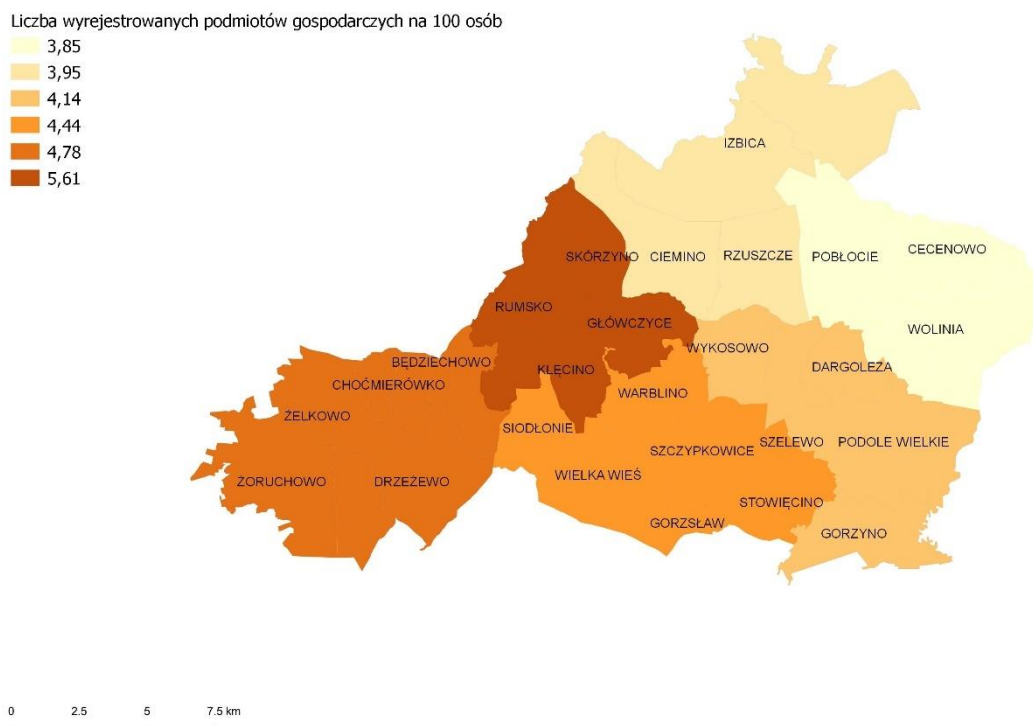 Liczba wyrejestrowanych podmiotów gospodarczych na 100 osób
3,85
3,95
4,14
4,44
4,78
5,61
IZBICA
SKÓRZYNO
CIEMINO
RZUSZCZE
POBŁOCIE
CECENOWO
RUMSKO
GŁÓWCZYCE
WOLINIA
WYKOSOWO
BĘDZIECHOWO
KLĘCINO
DARGOLEZA
CHOĆMIERÓWKO
WARBLINO
ŻELKOWO
SIODŁONIE
SZCZYPKOWICE
SZELEWO
PODOLE WIELKIE
ŻORUCHOWO
DRZEŻEWO
WIELKA WIEŚ
STOWIĘCINO
GORZSŁAW
GORZYNO
0 2.5 5 7.5 km